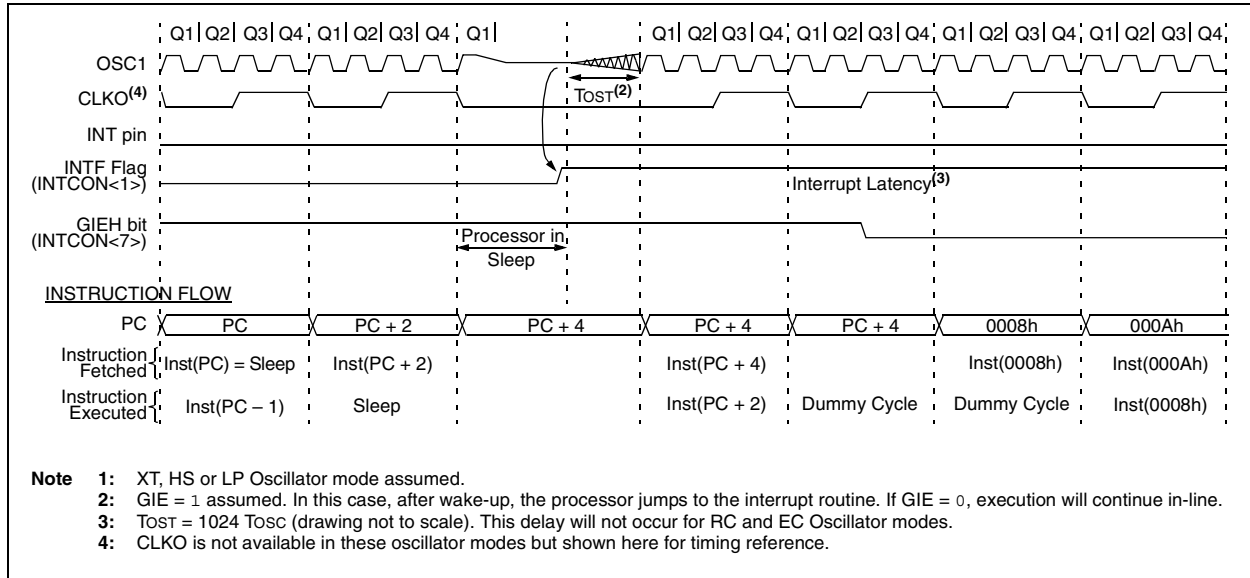 Q1| Q2| Q3| Q4| Q1| Q2| Q3| Q4| Q1| Q1| Q2| Q3| Q4| Q1| Q2| Q3| Q4| Q1| Q2| Q3| Q4| Q1| Q2| Q3| Q4
OSC1
TOST(2)
CLKO(4)
INT pin
INTF Flag
(INTCON<1>)
Interrupt Latency(3)
GIEH bit
(INTCON<7>)
Processor in
Sleep
INSTRUCTION FLOW
PC PC PC + 2 PC + 4 PC + 4 PC + 4 0008h 000Ah
Instruction
Fetched
Inst(PC) = Sleep Inst(PC + 2) Inst(PC + 4) Inst(0008h) Inst(000Ah)
Instruction
Executed
Inst(PC – 1) Sleep Inst(PC + 2) Dummy Cycle Dummy Cycle Inst(0008h)
Note 1: XT, HS or LP Oscillator mode assumed.
2: GIE = 1 assumed. In this case, after wake-up, the processor jumps to the interrupt routine. If GIE = 0, execution will continue in-line.
3: TOST = 1024 TOSC (drawing not to scale). This delay will not occur for RC and EC Oscillator modes.
4: CLKO is not available in these oscillator modes but shown here for timing reference.